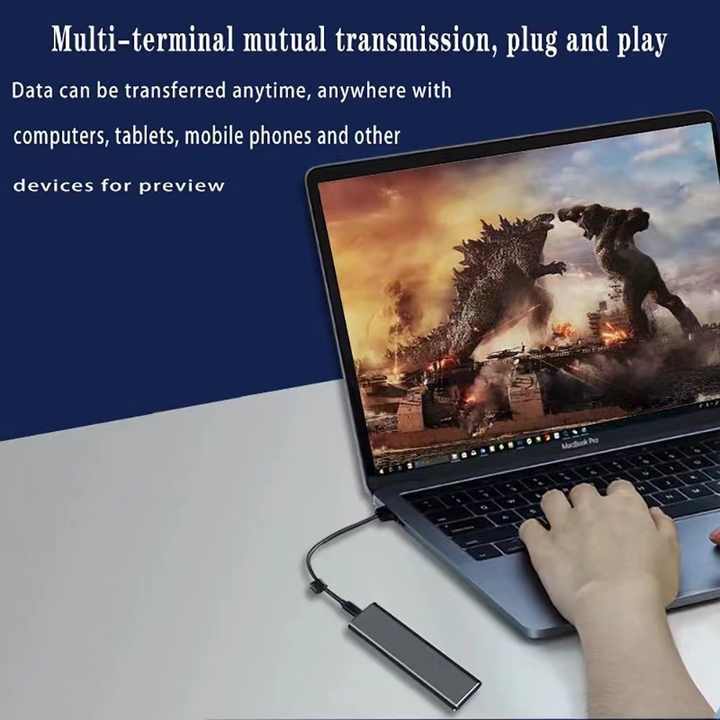 Multi-terminal mutual transmission, plug and play
Data can be transferred anytime, anywhere with
computers, tablets, mobile phones and other
devices for preview
MacBook Pro